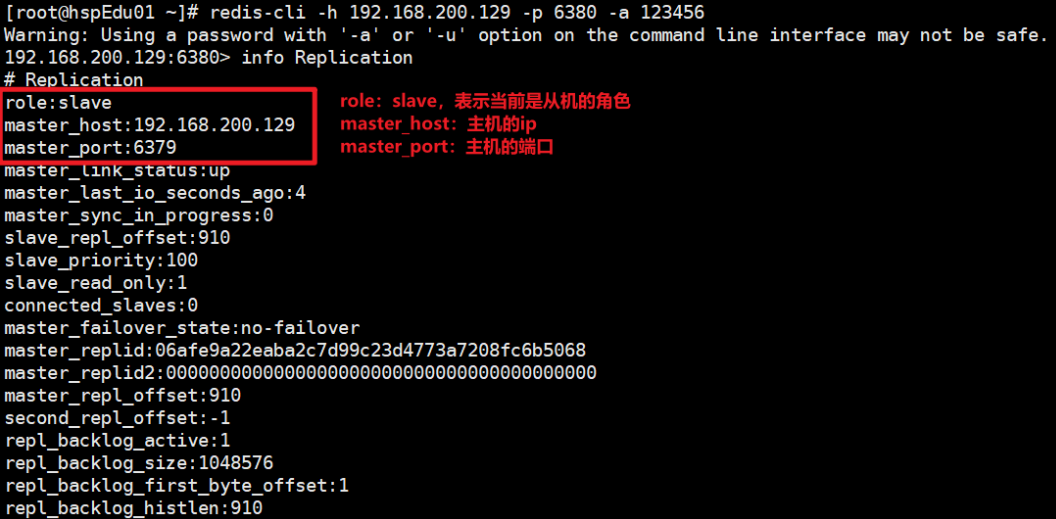 [root@hspEdu01 ~]# redis-cli -h 192.168.200.129 -p 6380 -a 123456
Warning: Using a password with '-a' or '-u' option on the command line interface may not be safe.
192.168.200.129:6380> info Replication
# Replication
role:slave
role：slave，表示当前是从机的角色
master_host:192.168.200.129
master_host：主机的ip
master_port:6379
master_port：主机的端口
master_link_status:up
master_last_io_seconds_ago:4
master_sync_in_progress:0
slave_repl_offset:910
slave_priority:100
slave_read_only:1
connected_slaves:0
master_failover_state:no-failover
master_replid:06afe9a22eaba2c7d99c23d4773a7208fc6b5068
master_replid2:0000000000000000000000000000000000000000
master_repl_offset:910
second_repl_offset:-1
repl_backlog_active:1
repl_backlog_size:1048576
repl_backlog_first_byte_offset:1
repl_backlog_histlen:910